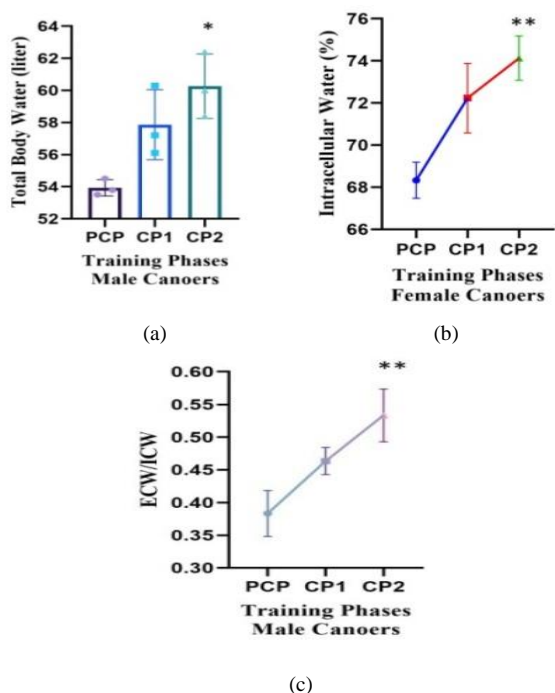 *
Total Body Water (liter)
64
62
60
58
56
54
52
PCP CP1 CP2
Training Phases
Male Canoers
(a)
**
Intracellular Water (%)
76
74
72
70
68
66
PCP CP1 CP2
Training Phases
Female Canoers
(b)
**
ECW/ICW
0.60
0.55
0.50
0.45
0.40
0.35
0.30
PCP CP1 CP2
Training Phases
Male Canoers
(c)